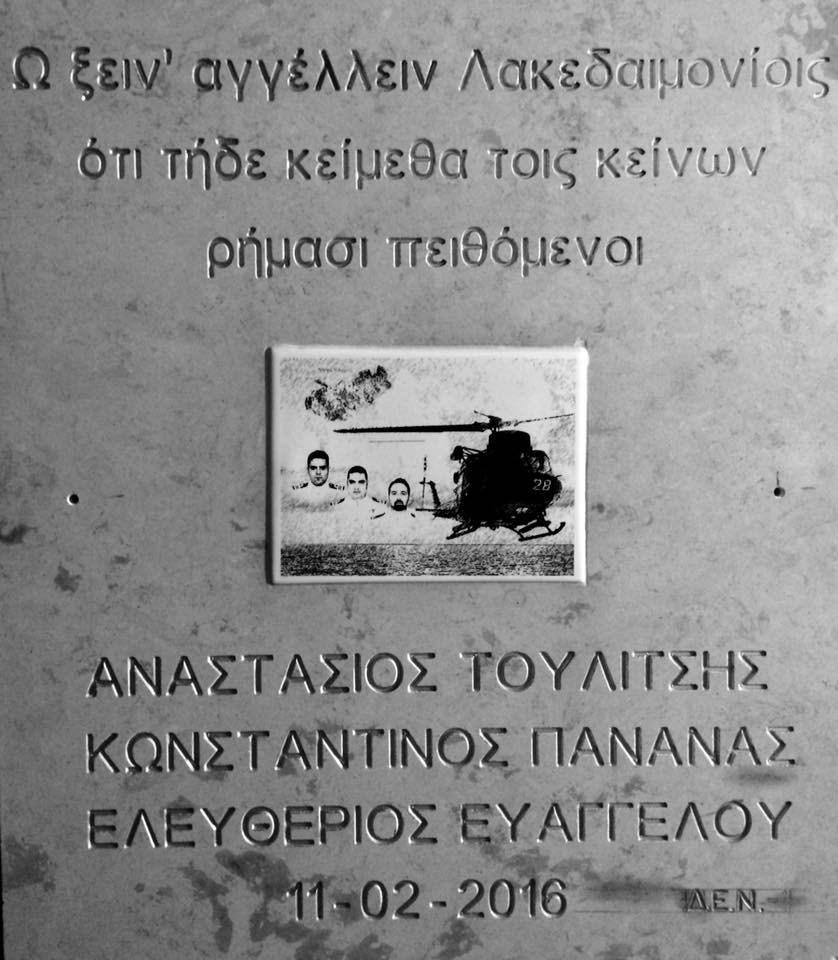 Ω ξειν' αγγέλλειν Λακεδαιμονίοις
ότι τήδε κείμεθα τοις κείνων
ρήμασι πειθόμενοι
28
ΑΝΑΣΤΑΣΙΟΣ ΤΟΥΛΙΤΣΗΣ
ΚΩΝΣΤΑΝΤΙΝΟΣ ΠΑΝΑΝΑΣ
ΕΛΕΥΘΕΡΙΟΣ ΕΥΑΓΓΕΛΟΥ
11-02-2016
Δ.Ε.Ν.